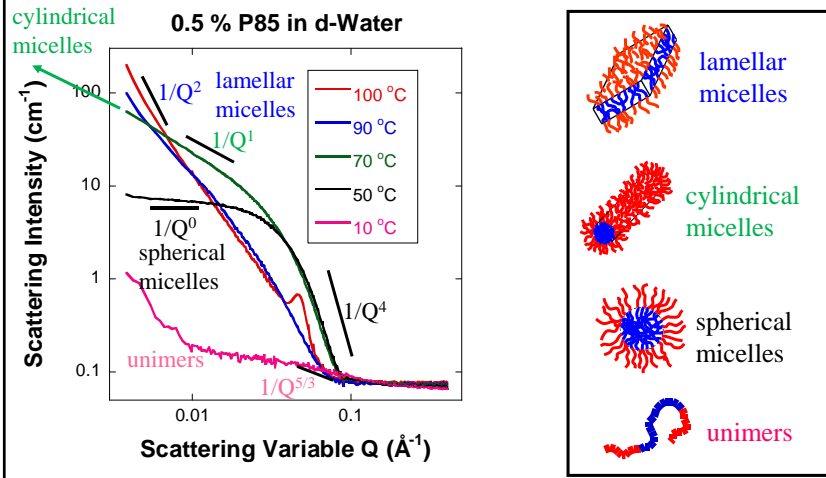 cylindrical
micelles
0.5 % P85 in d-Water
Scattering Intensity (cm⁻¹)
100
10
1
0.1
1/Q²
lamellar
micelles
1/Q¹
1/Q⁰
spherical
micelles
1/Q⁴
unimers
1/Q⁵ᐟ³
100 °C
90 °C
70 °C
50 °C
10 °C
0.01
0.1
Scattering Variable Q (Å⁻¹)
lamellar
micelles
cylindrical
micelles
spherical
micelles
unimers